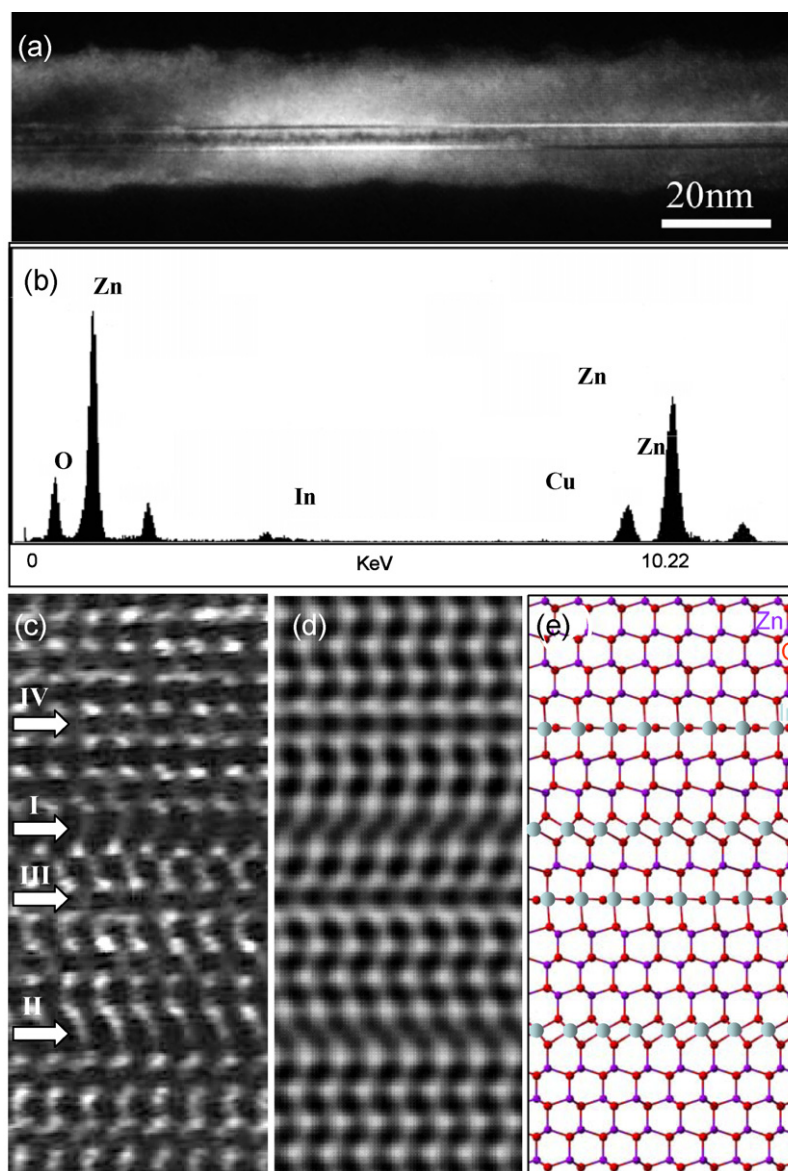 (a)
20nm
(b)
Zn
O
In
Cu
Zn
Zn
0
KeV
10.22
(c)
IV
I
III
II
(d)
(e)
Zn